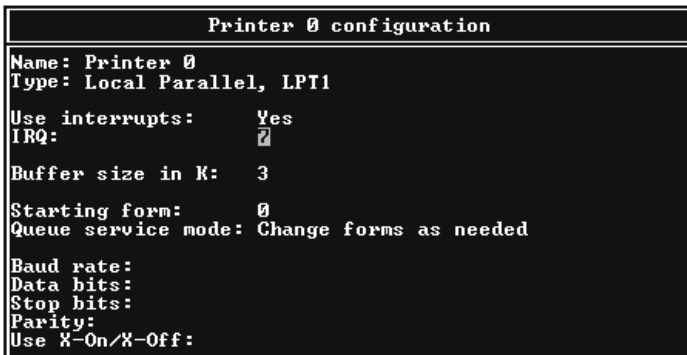 Printer 0 configuration
Name: Printer 0
Type: Local Parallel, LPT1
Use interrupts: Yes
IRQ: 7
Buffer size in K: 3
Starting form: 0
Queue service mode: Change forms as needed
Baud rate:
Data bits:
Stop bits:
Parity:
Use X-On/X-Off: